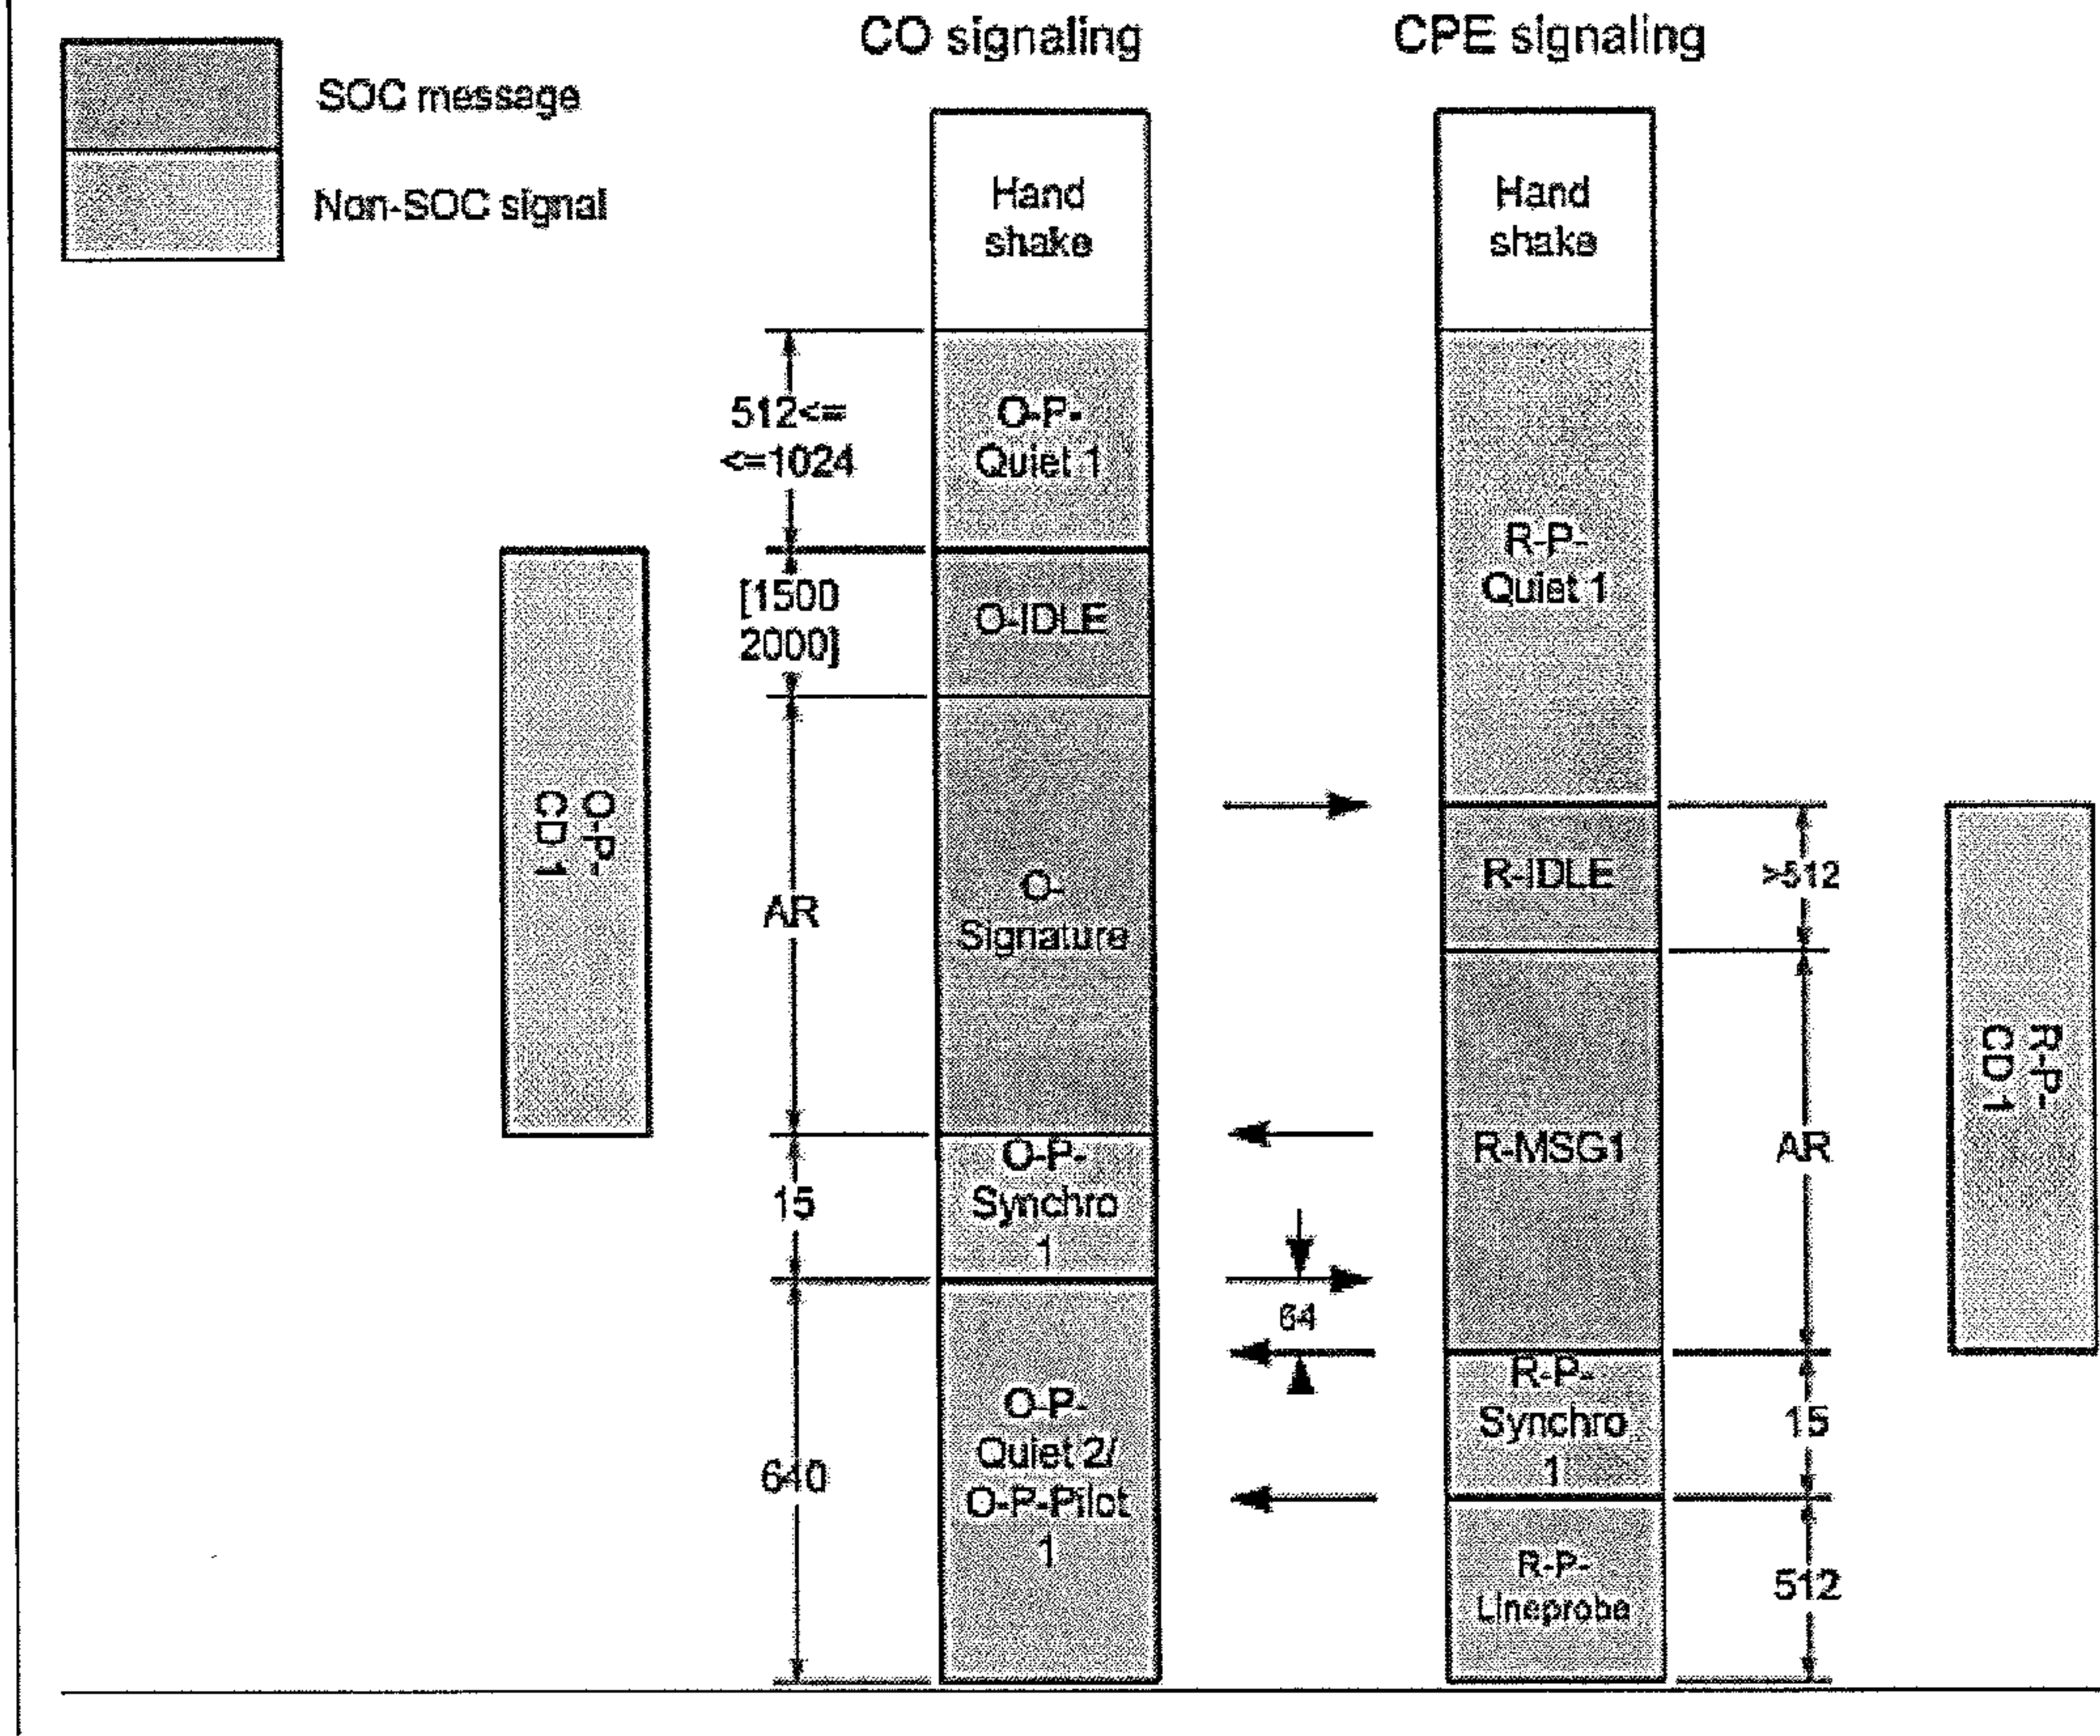 CO signaling
CPE signaling
SOC message
Non-SOC signal
Hand
shake
Hand
shake
512<=
<=1024
O-P-
Quiet 1
R-P-
Quiet 1
[1500
2000]
O-IDLE
O-P-
CD 1
AR
O-
Signature
R-IDLE
>512
R-P-
CD 1
R-MSG1
AR
15
O-P-
Synchro
1
64
R-P-
Synchro
1
15
640
O-P-
Quiet 2/
O-P-Pilot
1
R-P-
Lineprobe
512